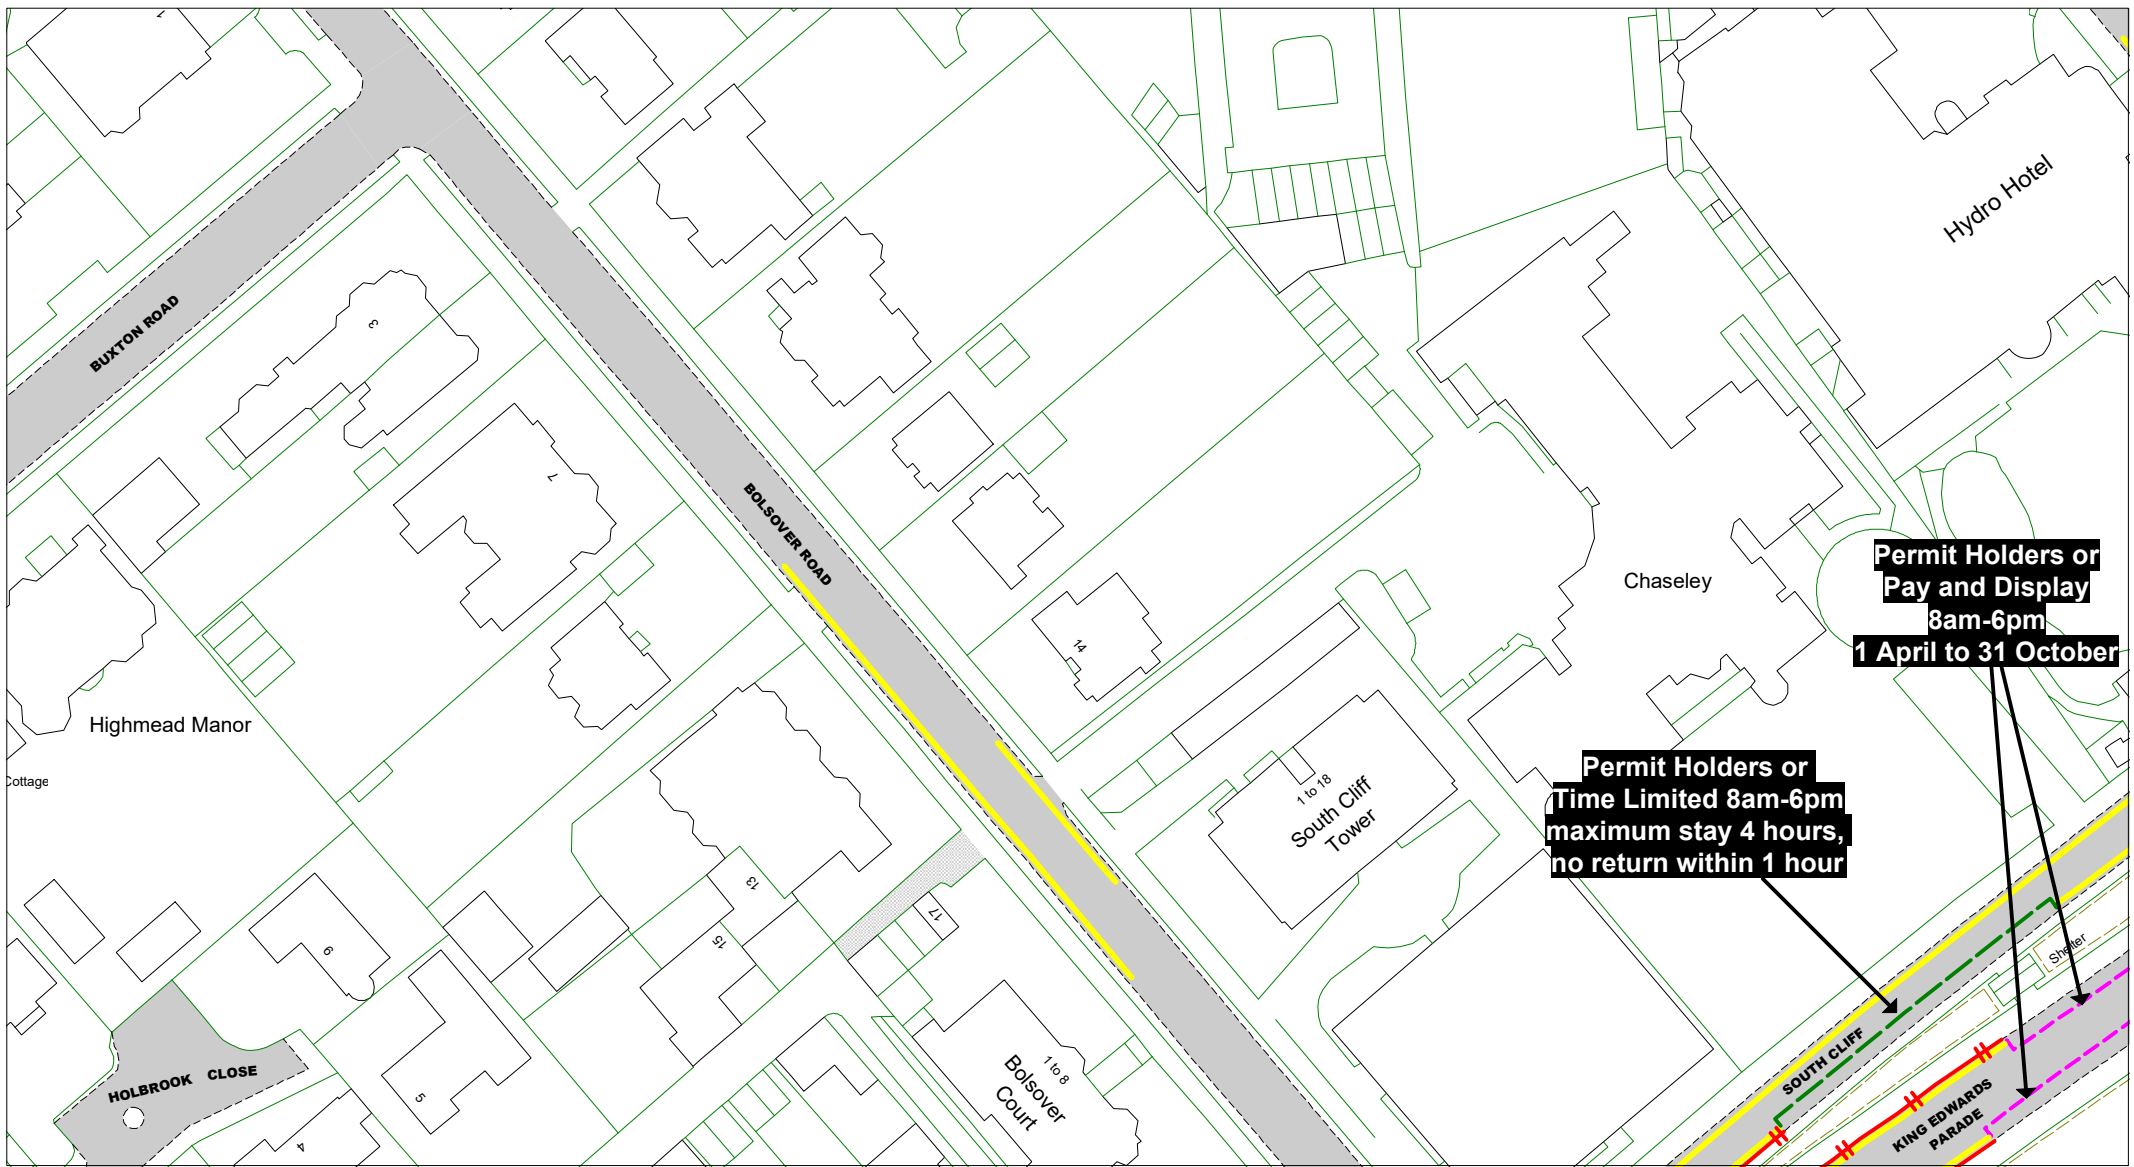 1
Hydro Hotel
BUXTON ROAD
3
7
BOLSOVER ROAD
Permit Holders or
Pay and Display
8am-6pm
1 April to 31 October
Chaseley
14
Highmead Manor
Cottage
Permit Holders or
Time Limited 8am-6pm
maximum stay 4 hours,
no return within 1 hour
1 to 18
South Cliff
Tower
13
17
15
9
Shelter
SOUTH CLIFF
KING EDWARDS
PARADE
1 to 8
Bolsover
Court
HOLBROOK CLOSE
5
4